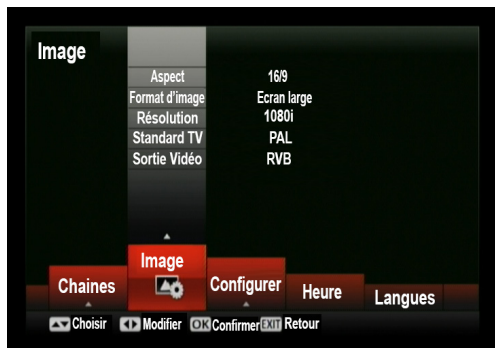 Image
Aspect 16/9
Format d'image Ecran large
Résolution 1080i
Standard TV PAL
Sortie Vidéo RVB
Chaines Image Configurer Heure Langues
Choisir Modifier OK Confirmer EXIT Retour